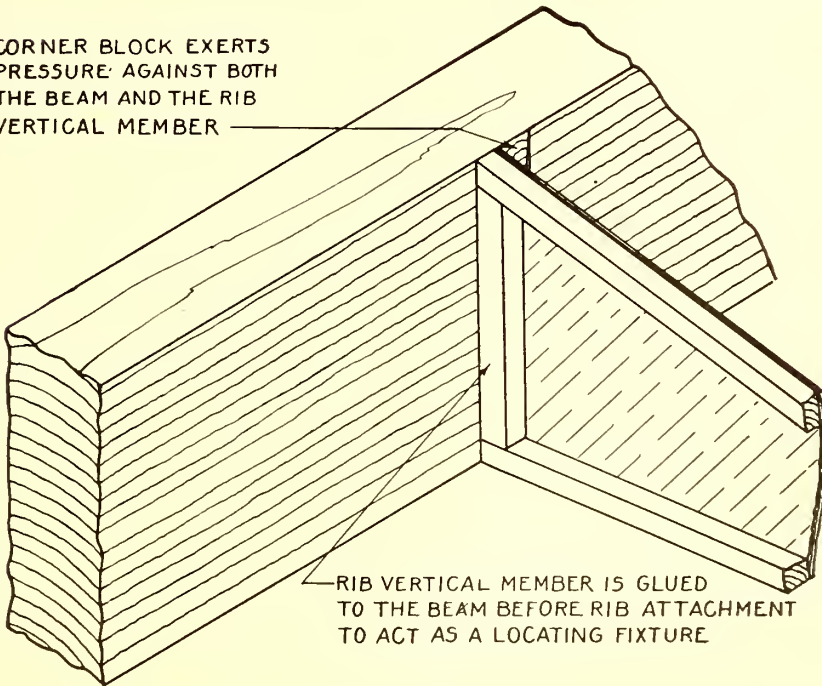 CORNER BLOCK EXERTS
PRESSURE AGAINST BOTH
THE BEAM AND THE RIB
VERTICAL MEMBER
RIB VERTICAL MEMBER IS GLUED
TO THE BEAM BEFORE RIB ATTACHMENT
TO ACT AS A LOCATING FIXTURE